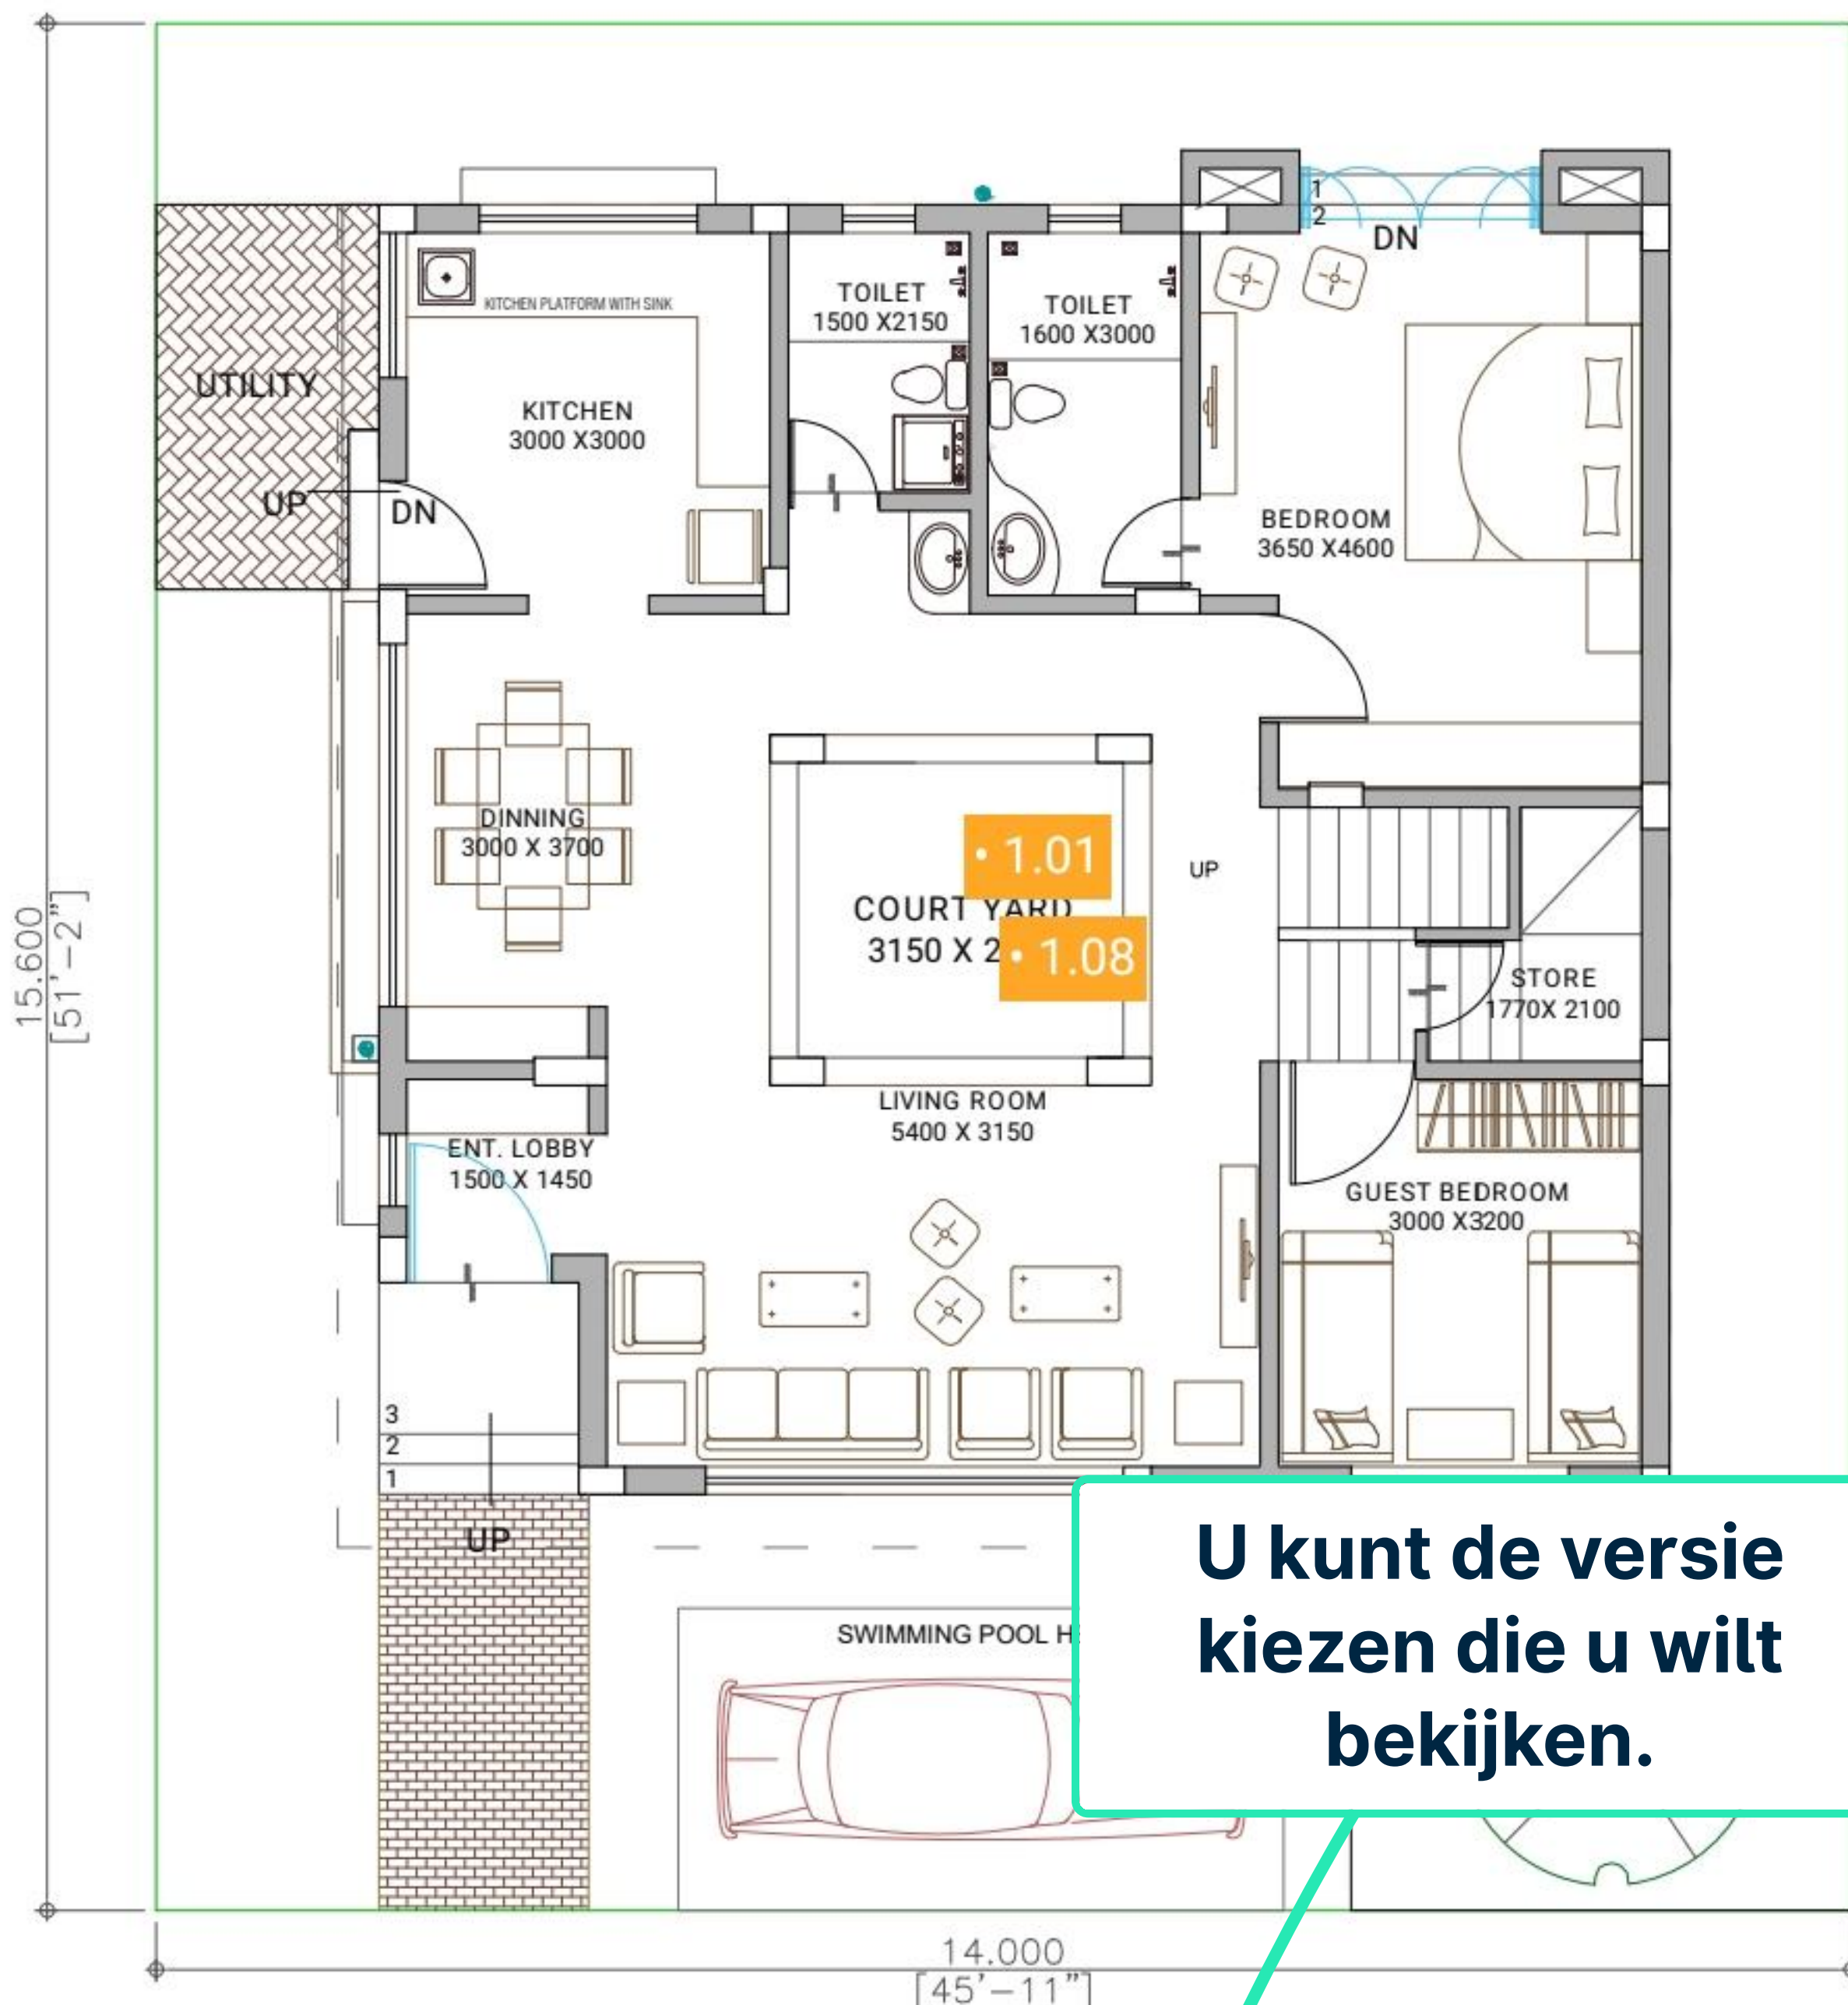 1
2
DN
TOILET
1500 X2150
TOILET
1600 X3000
KITCHEN PLATFORM WITH SINK
UTILITY
KITCHEN
3000 X3000
UP
DN
BEDROOM
3650 X4600
DINNING
3000 X 3700
• 1.01
UP
COURT YARD
3150 X 2
• 1.08
15.600
[51'-2"]
STORE
1770X 2100
LIVING ROOM
5400 X 3150
ENT. LOBBY
1500 X 1450
GUEST BEDROOM
3000 X3200
3
2
1
UP
SWIMMING POOL H
U kunt de versie
kiezen die u wilt
bekijken.
14.000
[45'-11"]